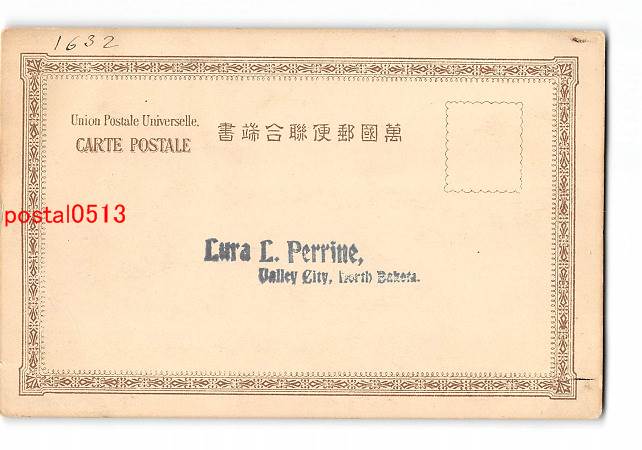 1632
Union Postale Universelle.
CARTE POSTALE
書端合聯便郵國萬
postal0513
Lura L. Perrine,
Valley City, North Dakota.